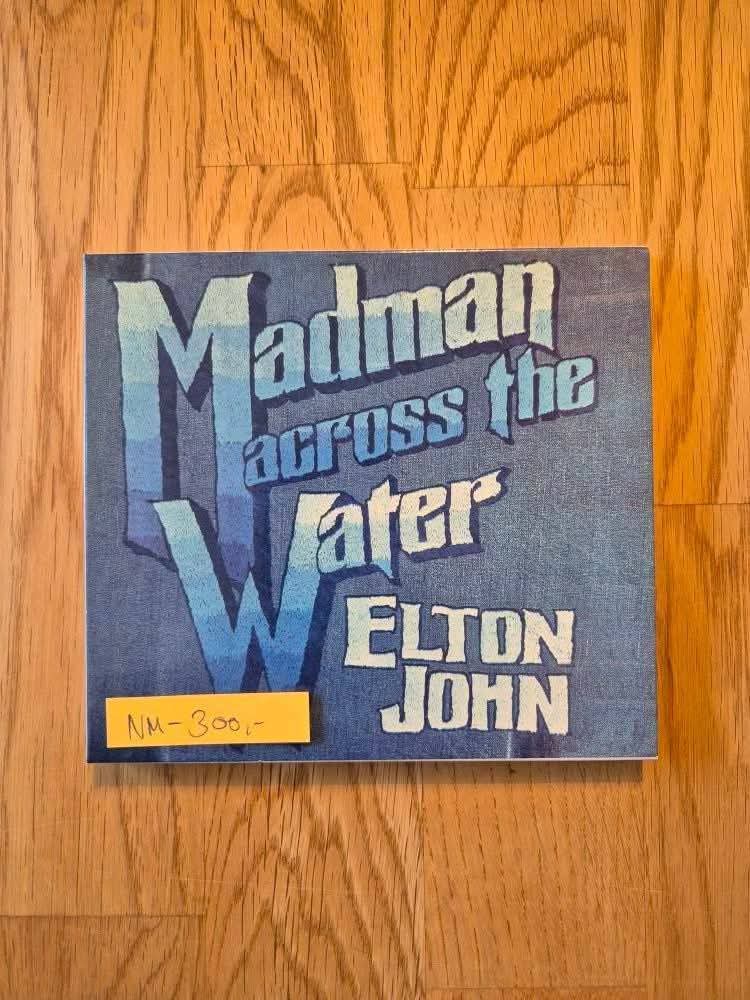 Madman
across the
Water
ELTON
JOHN
NM - 300,-